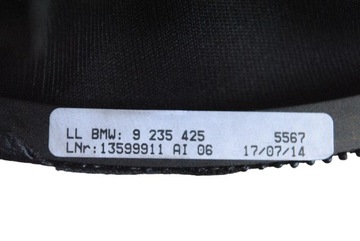 LL BMW: 9 235 425 5567
LNr:13599911 AI 06 17/07/14